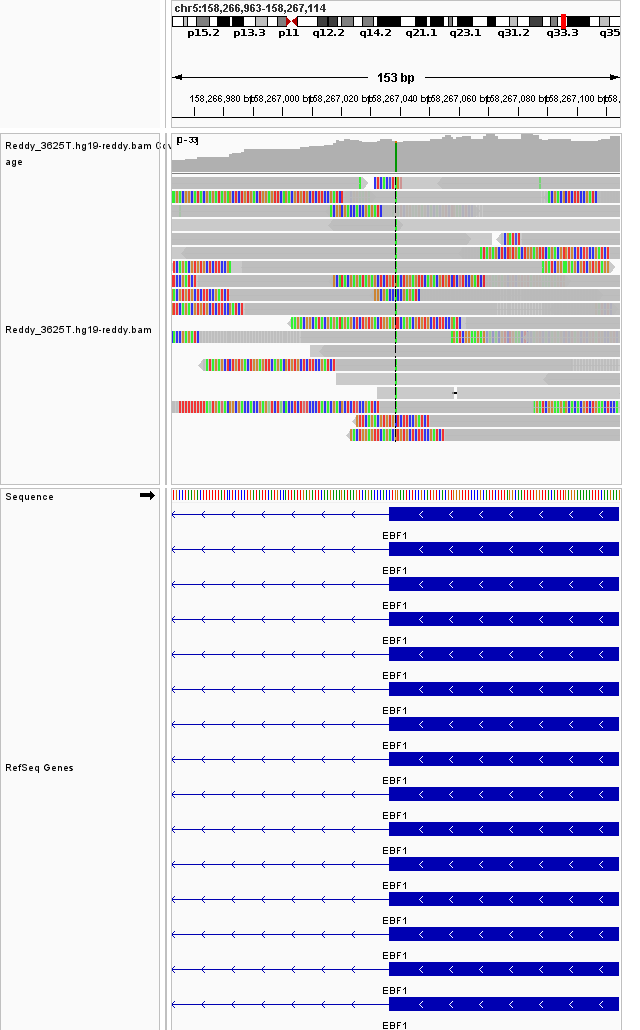 chr5:158,266,963-158,267,114
p15.2 p13.3 p11 q12.2 q14.2 q21.1 q23.1 q31.2 q33.3 q35
153 bp
158,266,980 bp 158,267,000 bp 158,267,020 bp 158,267,040 bp 158,267,060 bp 158,267,080 bp 158,267,100 bp
Reddy_3625T.hg19-reddy.bam Cov
age
[0-33]
Reddy_3625T.hg19-reddy.bam
Sequence
EBF1
EBF1
EBF1
EBF1
EBF1
EBF1
EBF1
RefSeq Genes
EBF1
EBF1
EBF1
EBF1
EBF1
EBF1
EBF1
EBF1